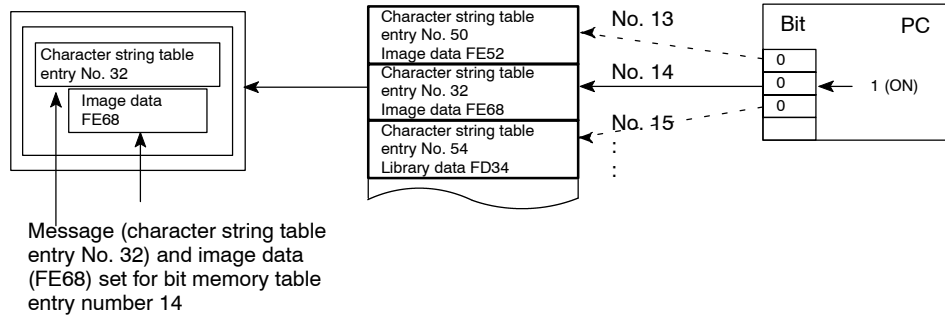 Character string table
entry No. 32
Image data
FE68
Message (character string table
entry No. 32) and image data
(FE68) set for bit memory table
entry number 14
Character string table
entry No. 50
Image data FE52
Character string table
entry No. 32
Image data FE68
Character string table
entry No. 54
Library data FD34
No. 13
No. 14
No. 15
:
:
Bit
PC
0
0
0
1 (ON)